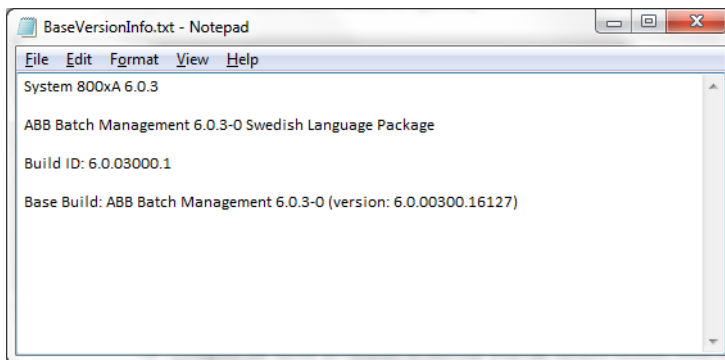 BaseVersionInfo.txt - Notepad
File Edit Format View Help
System 800xA 6.0.3
ABB Batch Management 6.0.3-0 Swedish Language Package
Build ID: 6.0.03000.1
Base Build: ABB Batch Management 6.0.3-0 (version: 6.0.00300.16127)